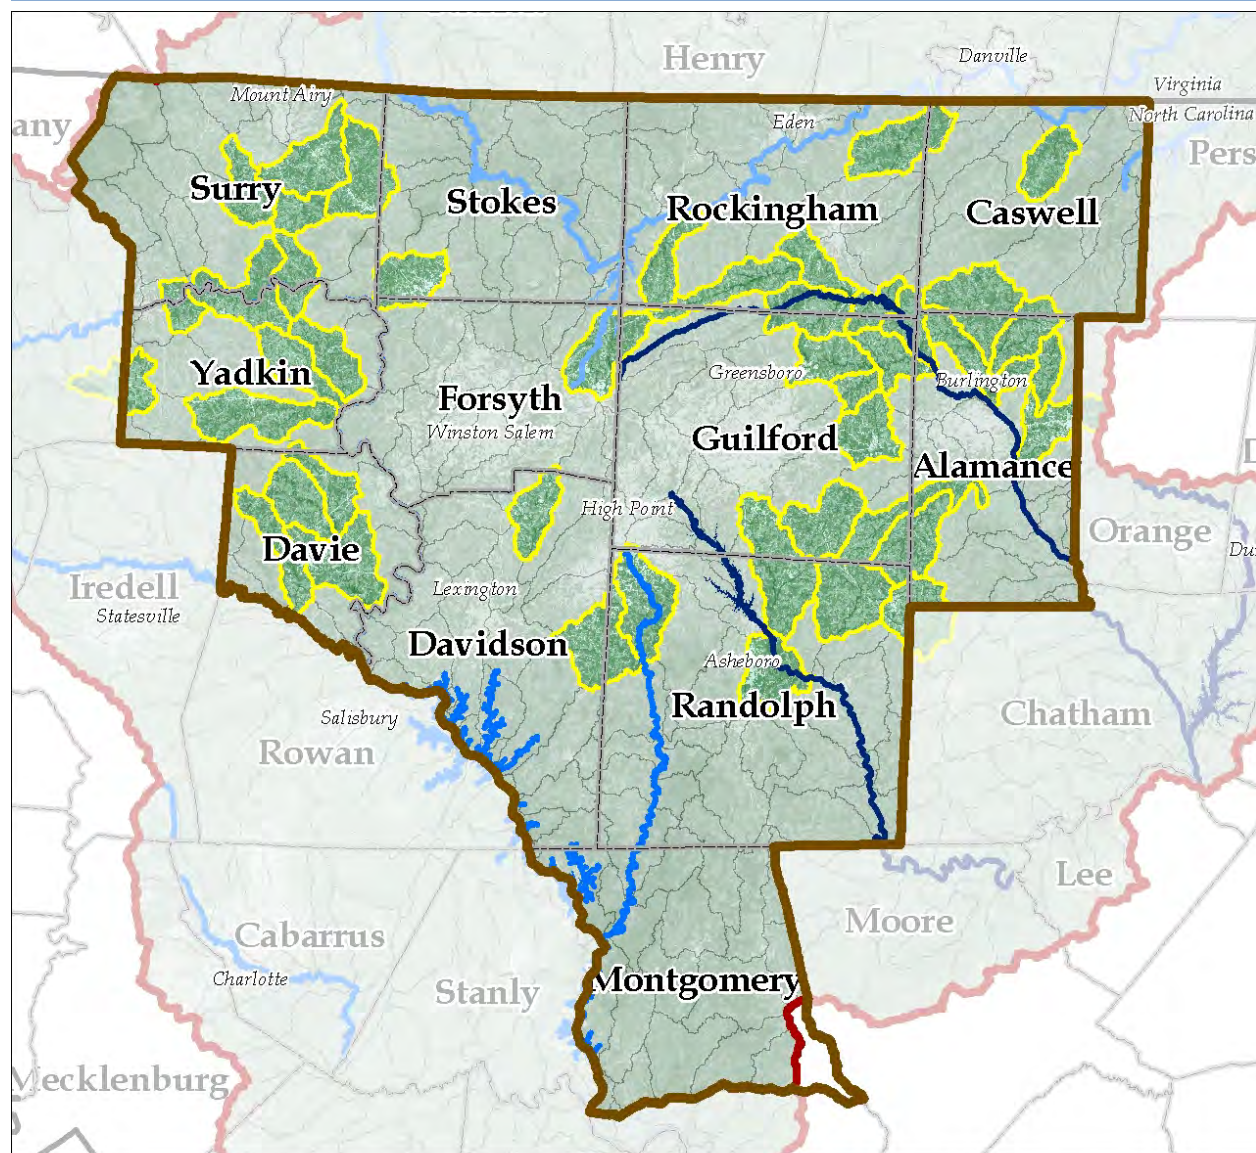 Henry
Danville
Virginia
Mount Airy
North Carolina
any
Eden
Pers
Surry
Stokes
Rockingham
Caswell
Yadkin
Greensboro
Burlington
Forsyth
Winston Salem
Guilford
Alamance
High Point
Orange
Davie
Du
Iredell
Statesville
Lexington
Davidson
Asheboro
Randolph
Chatham
Salisbury
Rowan
Lee
Moore
Cabarrus
Charlotte
Stanly
Montgomery
Mecklenburg